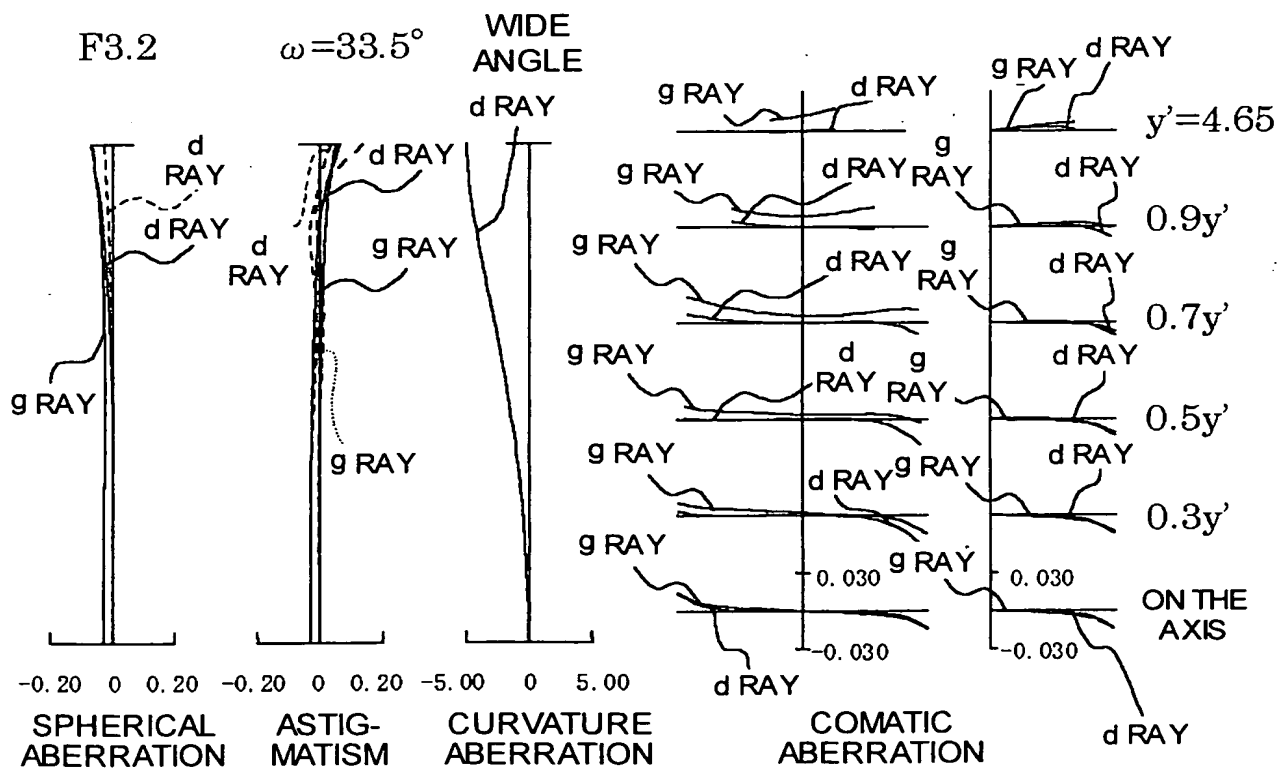 F3.2
ω=33.5°
WIDE
ANGLE
d RAY
d
RAY
d RAY
g RAY
d RAY
d
RAY
g RAY
g RAY
g RAY
d RAY
g RAY
d RAY
y'=4.65
g RAY
d RAY
g
RAY
d RAY
0.9y'
g RAY
d RAY
g
RAY
d RAY
0.7y'
g RAY
d
RAY
g
RAY
d RAY
0.5y'
g RAY
d RAY
g RAY
d RAY
0.3y'
g RAY
0.030
-0.030
d RAY
g RAY
0.030
-0.030
d RAY
ON THE
AXIS
-0.20 0 0.20
-0.20 0 0.20
-5.00 0 5.00
SPHERICAL
ABERRATION
ASTIG-
MATISM
CURVATURE
ABERRATION
COMATIC
ABERRATION